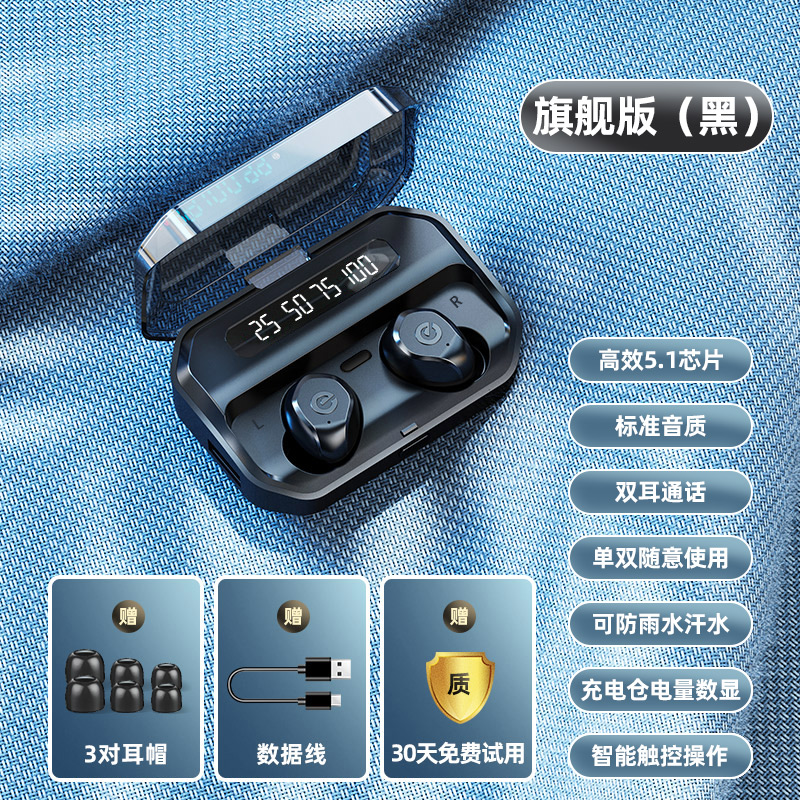 旗舰版（黑）
25 50 75 100
L
R
高效5.1芯片
标准音质
双耳通话
单双随意使用
可防雨水汗水
充电仓电量数显
智能触控操作
赠
3对耳帽
赠
数据线
赠
质
30天免费试用